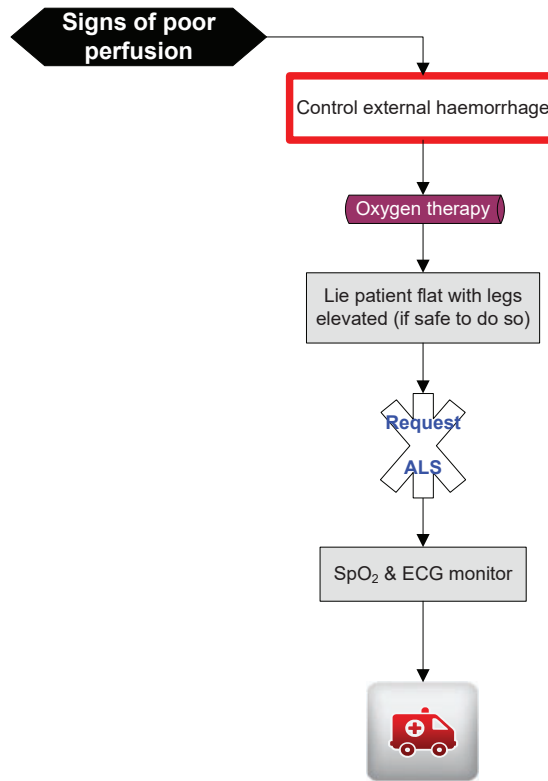 Signs of poor
perfusion
Control external haemorrhage
Oxygen therapy
Lie patient flat with legs
elevated (if safe to do so)
Request
ALS
SpO₂ & ECG monitor